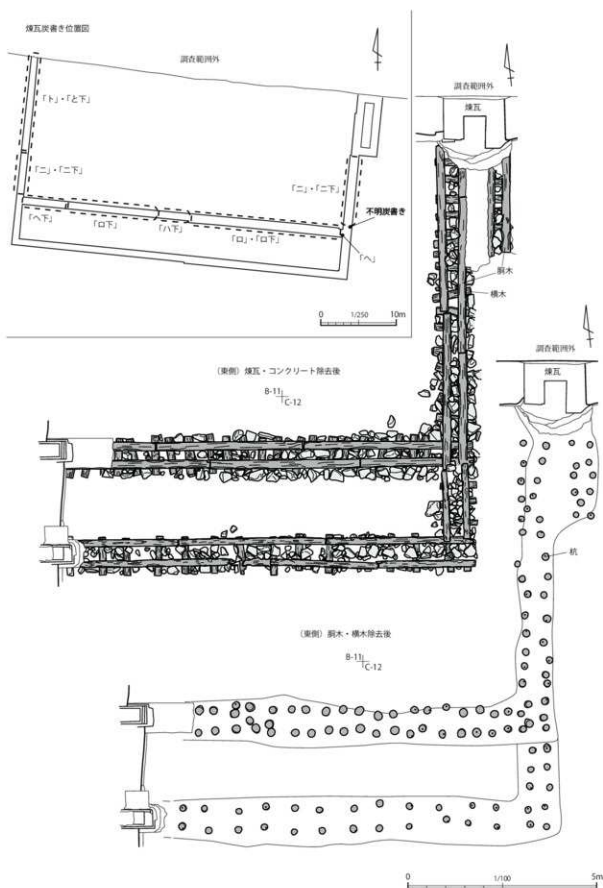 煉瓦炭書き位置図
調査範囲外
「ト」・「と下」
「ニ」・「ニ下」
「ニ」・「ニ下」
不明炭書き
「ヘ下」
「ロ下」
「ハ下」
「ロ」・「ロ下」
「ヘ」
0 1/250 10m
調査範囲外
煉瓦
胴木
横木
(東側)煉瓦・コンクリート除去後
B-11
C-12
調査範囲外
煉瓦
杭
(東側)胴木・横木除去後
B-11
C-12
0 1/100 5m